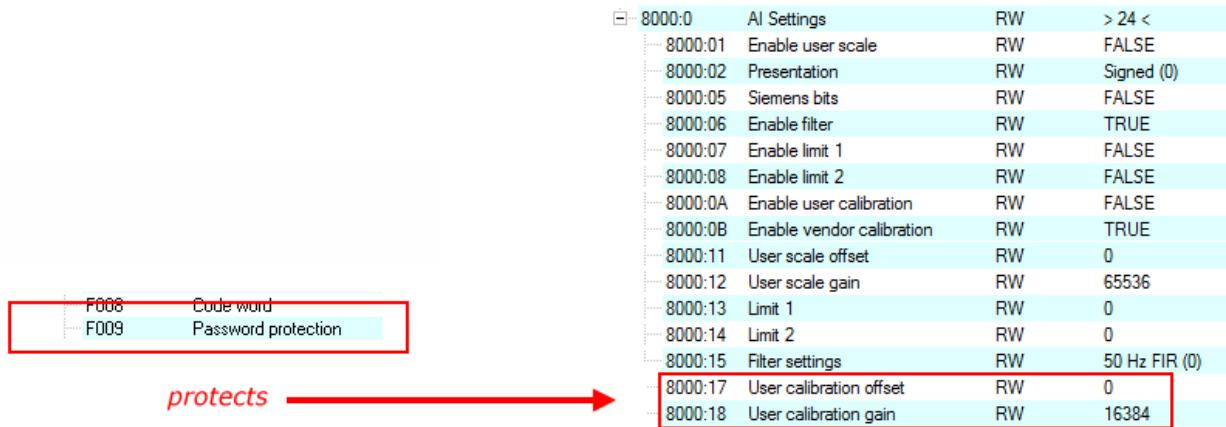 8000:0 AI Settings RW > 24 <
8000:01 Enable user scale RW FALSE
8000:02 Presentation RW Signed (0)
8000:05 Siemens bits RW FALSE
8000:06 Enable filter RW TRUE
8000:07 Enable limit 1 RW FALSE
8000:08 Enable limit 2 RW FALSE
8000:0A Enable user calibration RW FALSE
8000:0B Enable vendor calibration RW TRUE
8000:11 User scale offset RW 0
8000:12 User scale gain RW 65536
8000:13 Limit 1 RW 0
8000:14 Limit 2 RW 0
8000:15 Filter settings RW 50 Hz FIR (0)
8000:17 User calibration offset RW 0
8000:18 User calibration gain RW 16384
F008 Code word
F009 Password protection
protects